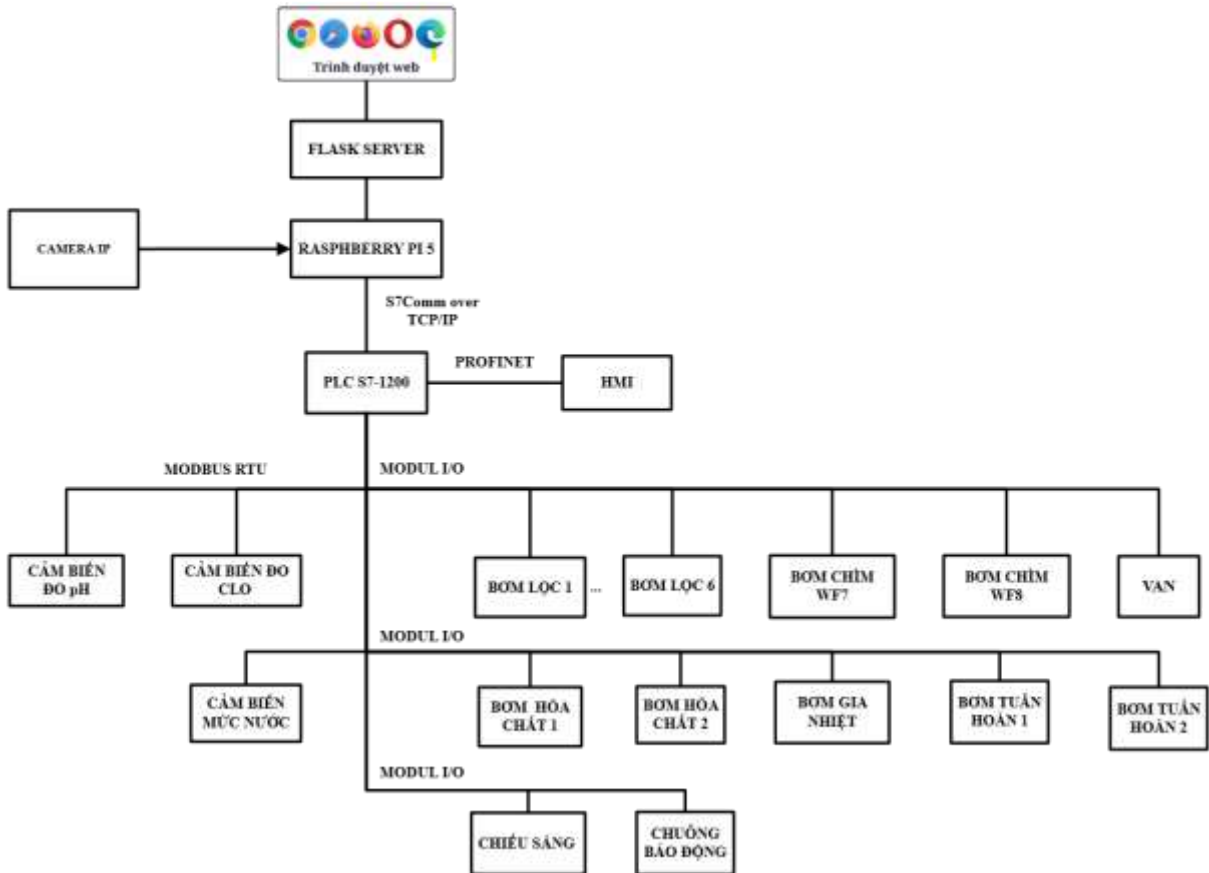 Trình duyệt web
FLASK SERVER
CAMERA IP
RASPHBERRY PI 5
S7Comm over
TCP/IP
PLC S7-1200
PROFINET
HMI
MODBUS RTU
MODUL I/O
CẢM BIẾN
ĐO pH
CẢM BIẾN ĐO
CLO
BƠM LỌC 1
...
BƠM LỌC 6
BƠM CHÌM
WF7
BƠM CHÌM
WF8
VAN
MODUL I/O
CẢM BIẾN
MỨC NƯỚC
BƠM HÓA
CHẤT 1
BƠM HÓA
CHẤT 2
BƠM GIA
NHIỆT
BƠM TUẦN
HOÀN 1
BƠM TUẦN
HOÀN 2
MODUL I/O
CHIẾU SÁNG
CHUÔNG
BÁO ĐỘNG